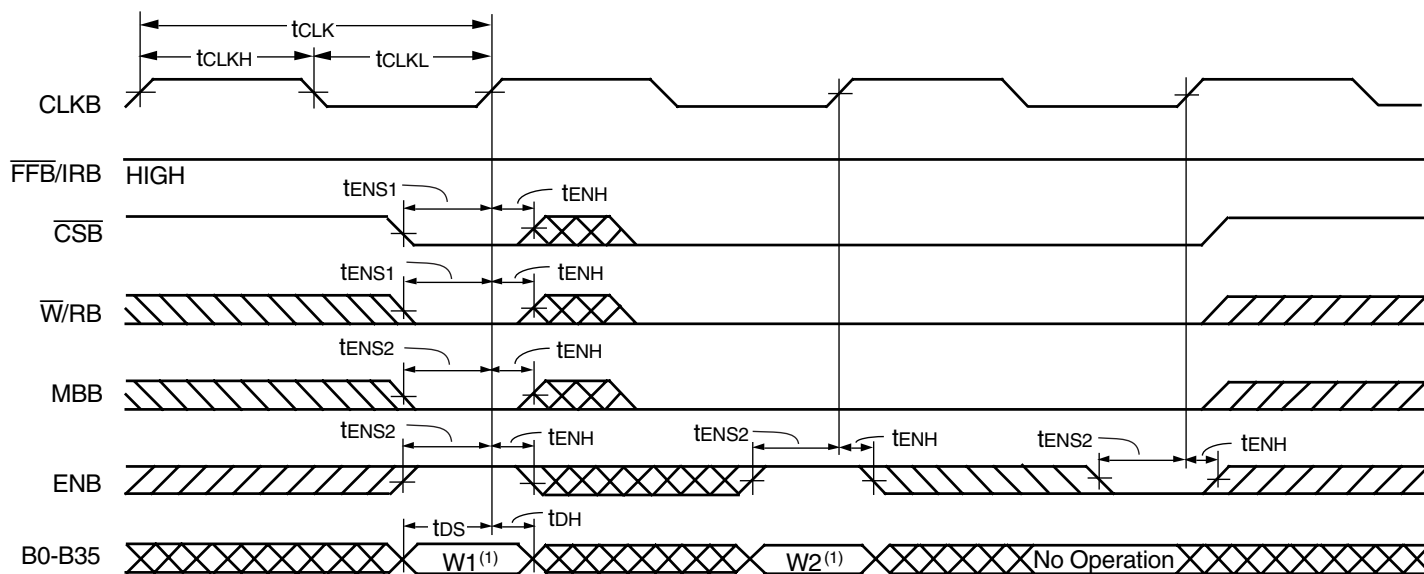 tCLK
tCLKH tCLKL
CLKB
FFB/IRB HIGH
tENS1 tENH
CSB
tENS1 tENH
W/RB
tENS2 tENH
MBB
tENS2 tENH tENS2 tENH tENS2 tENH
ENB
tDS tDH
B0-B35 W1(1) W2(1) No Operation